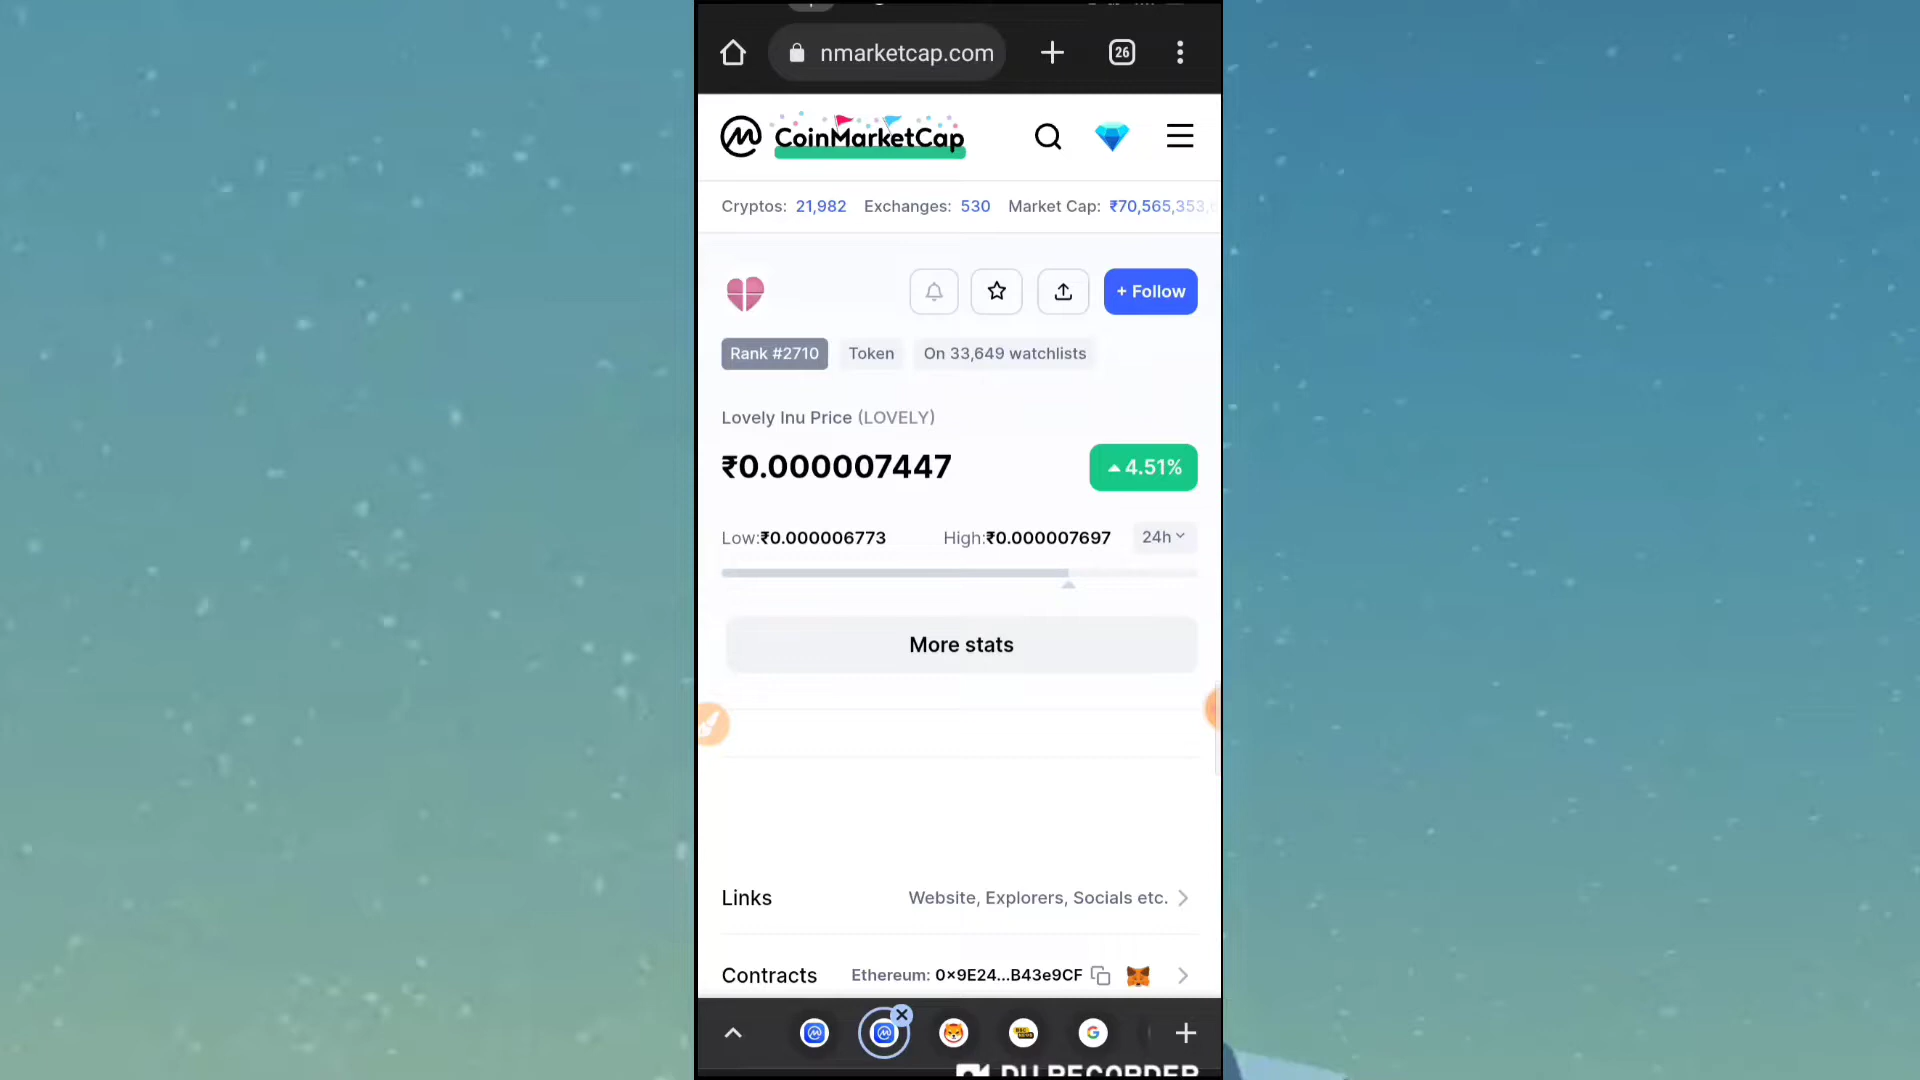 nmarketcap.com
26
CoinMarketCap
Cryptos: 21,982 Exchanges: 530 Market Cap: ₹70,565,353,
+ Follow
Rank #2710 Token On 33,649 watchlists
Lovely Inu Price (LOVELY)
₹0.000007447
4.51%
Low:₹0.000006773 High:₹0.000007697 24h
More stats
Links Website, Explorers, Socials etc.
Contracts Ethereum: 0x9E24...B43e9CF
DU RECORDER